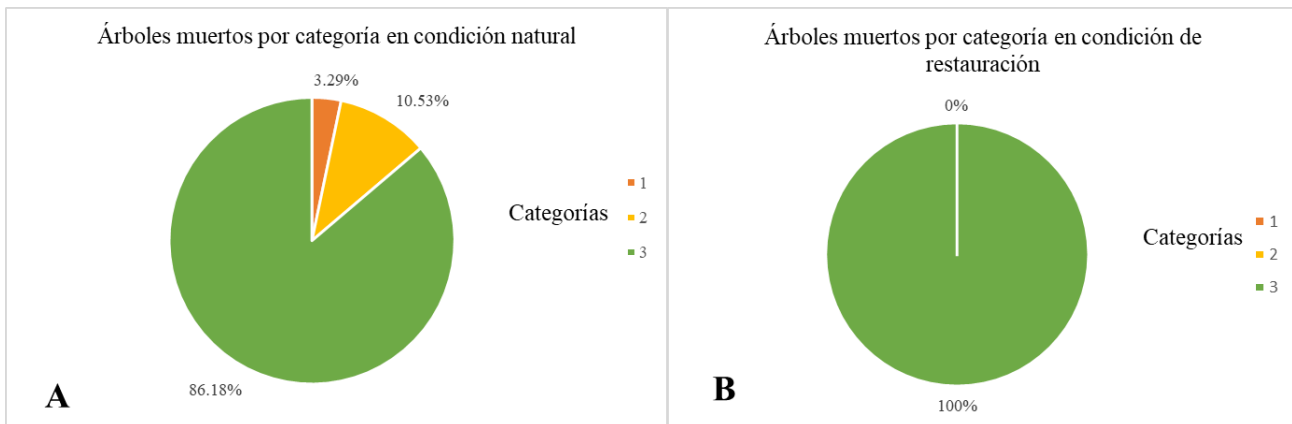 Árboles muertos por categoría en condición natural
3.29%
10.53%
Categorías
1
2
3
86.18%
A
Árboles muertos por categoría en condición de
restauración
0%
Categorías
1
2
3
100%
B